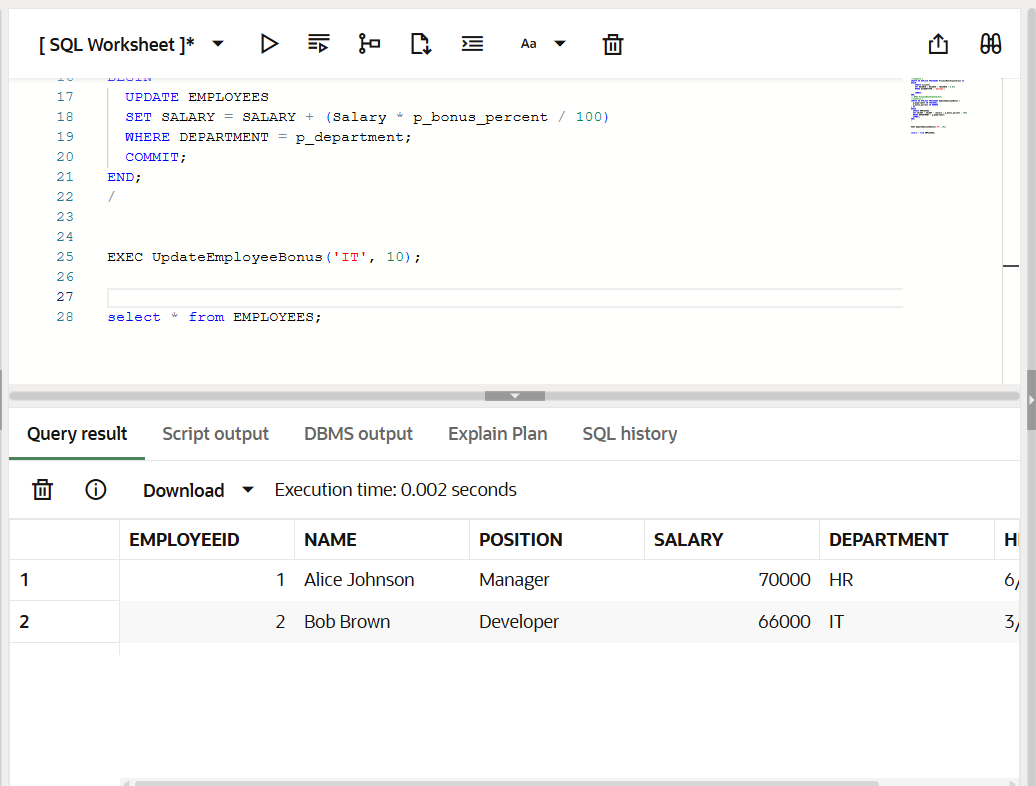 [ SQL Worksheet ]*
Aa
16 BEGIN
17 UPDATE EMPLOYEES
18 SET SALARY = SALARY + (Salary * p_bonus_percent / 100)
19 WHERE DEPARTMENT = p_department;
20 COMMIT;
21 END;
22 /
23
24
25 EXEC UpdateEmployeeBonus('IT', 10);
26
27
28 select * from EMPLOYEES;
Query result Script output DBMS output Explain Plan SQL history
Download Execution time: 0.002 seconds
EMPLOYEEID NAME POSITION SALARY DEPARTMENT H
1 1 Alice Johnson Manager 70000 HR 6/
2 2 Bob Brown Developer 66000 IT 3/